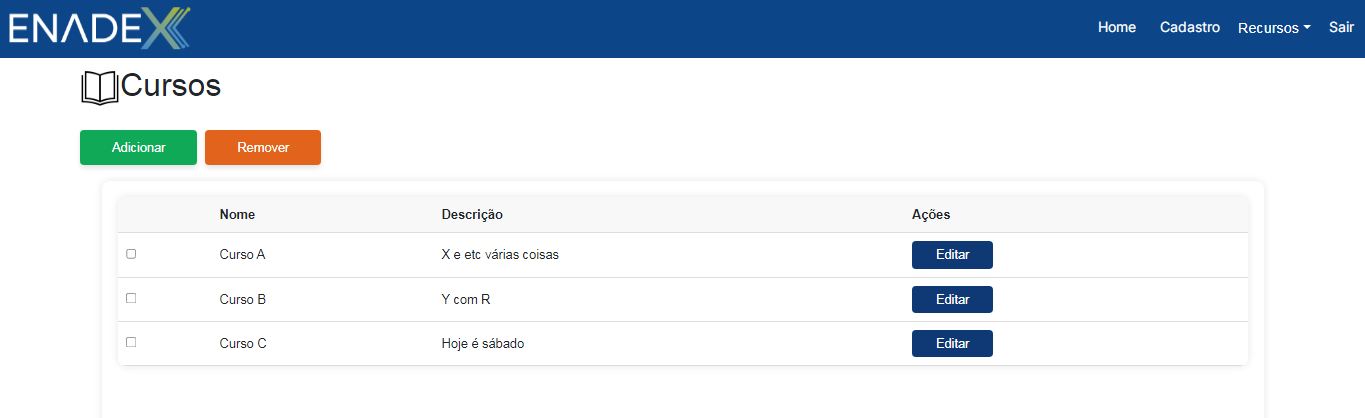 ENADEX
Home Cadastro Recursos Sair
Cursos
Adicionar Remover
Nome Descrição Ações
Curso A X e etc várias coisas Editar
Curso B Y com R Editar
Curso C Hoje é sábado Editar